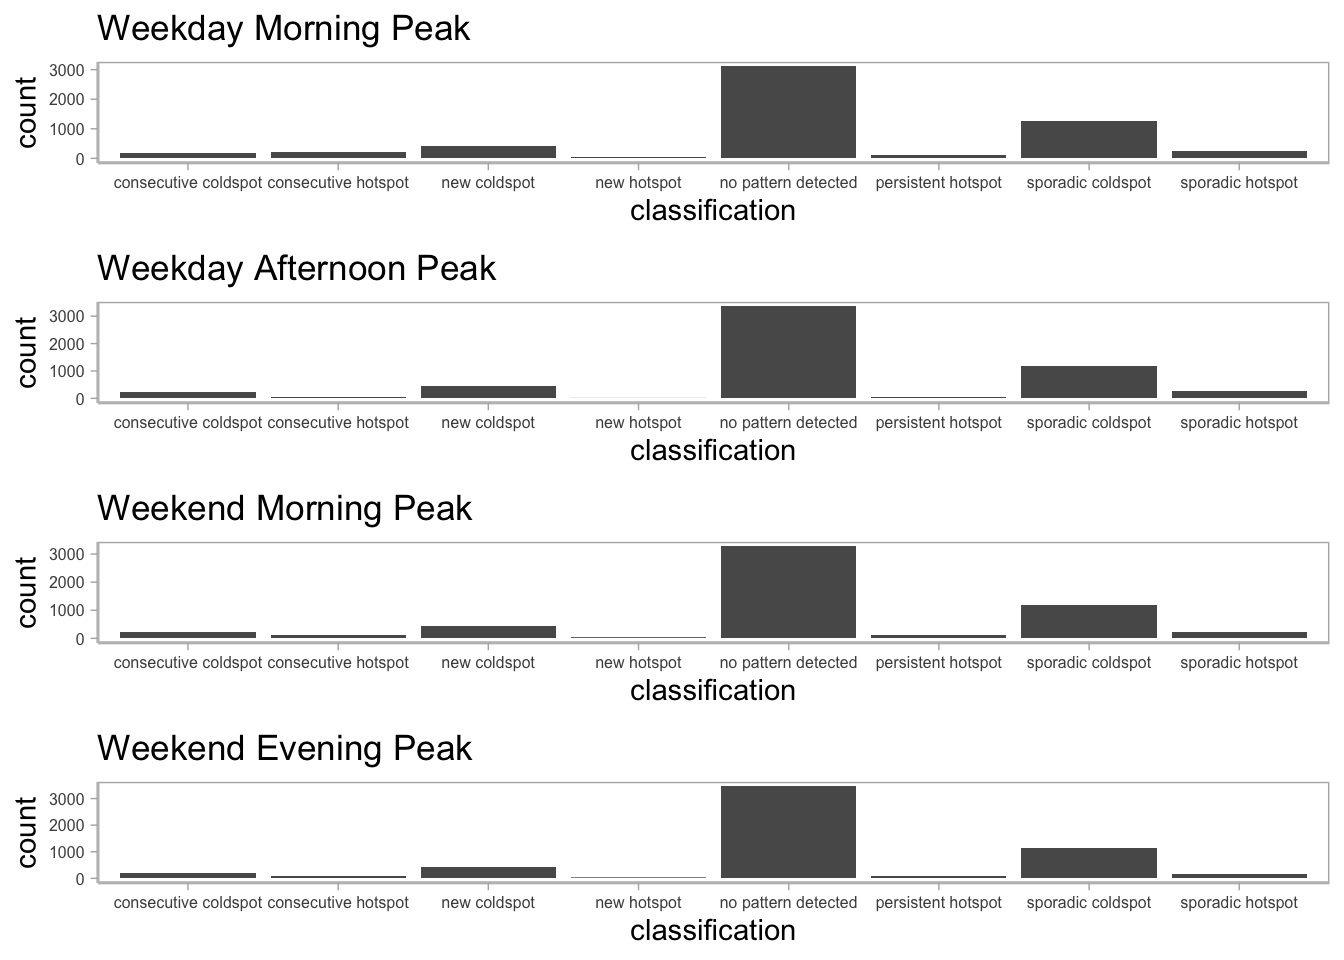 Weekday Morning Peak
count
3000
2000
1000
0
consecutive coldspot consecutive hotspot new coldspot new hotspot no pattern detected persistent hotspot sporadic coldspot sporadic hotspot
classification
Weekday Afternoon Peak
count
3000
2000
1000
0
consecutive coldspot consecutive hotspot new coldspot new hotspot no pattern detected persistent hotspot sporadic coldspot sporadic hotspot
classification
Weekend Morning Peak
count
3000
2000
1000
0
consecutive coldspot consecutive hotspot new coldspot new hotspot no pattern detected persistent hotspot sporadic coldspot sporadic hotspot
classification
Weekend Evening Peak
count
3000
2000
1000
0
consecutive coldspot consecutive hotspot new coldspot new hotspot no pattern detected persistent hotspot sporadic coldspot sporadic hotspot
classification